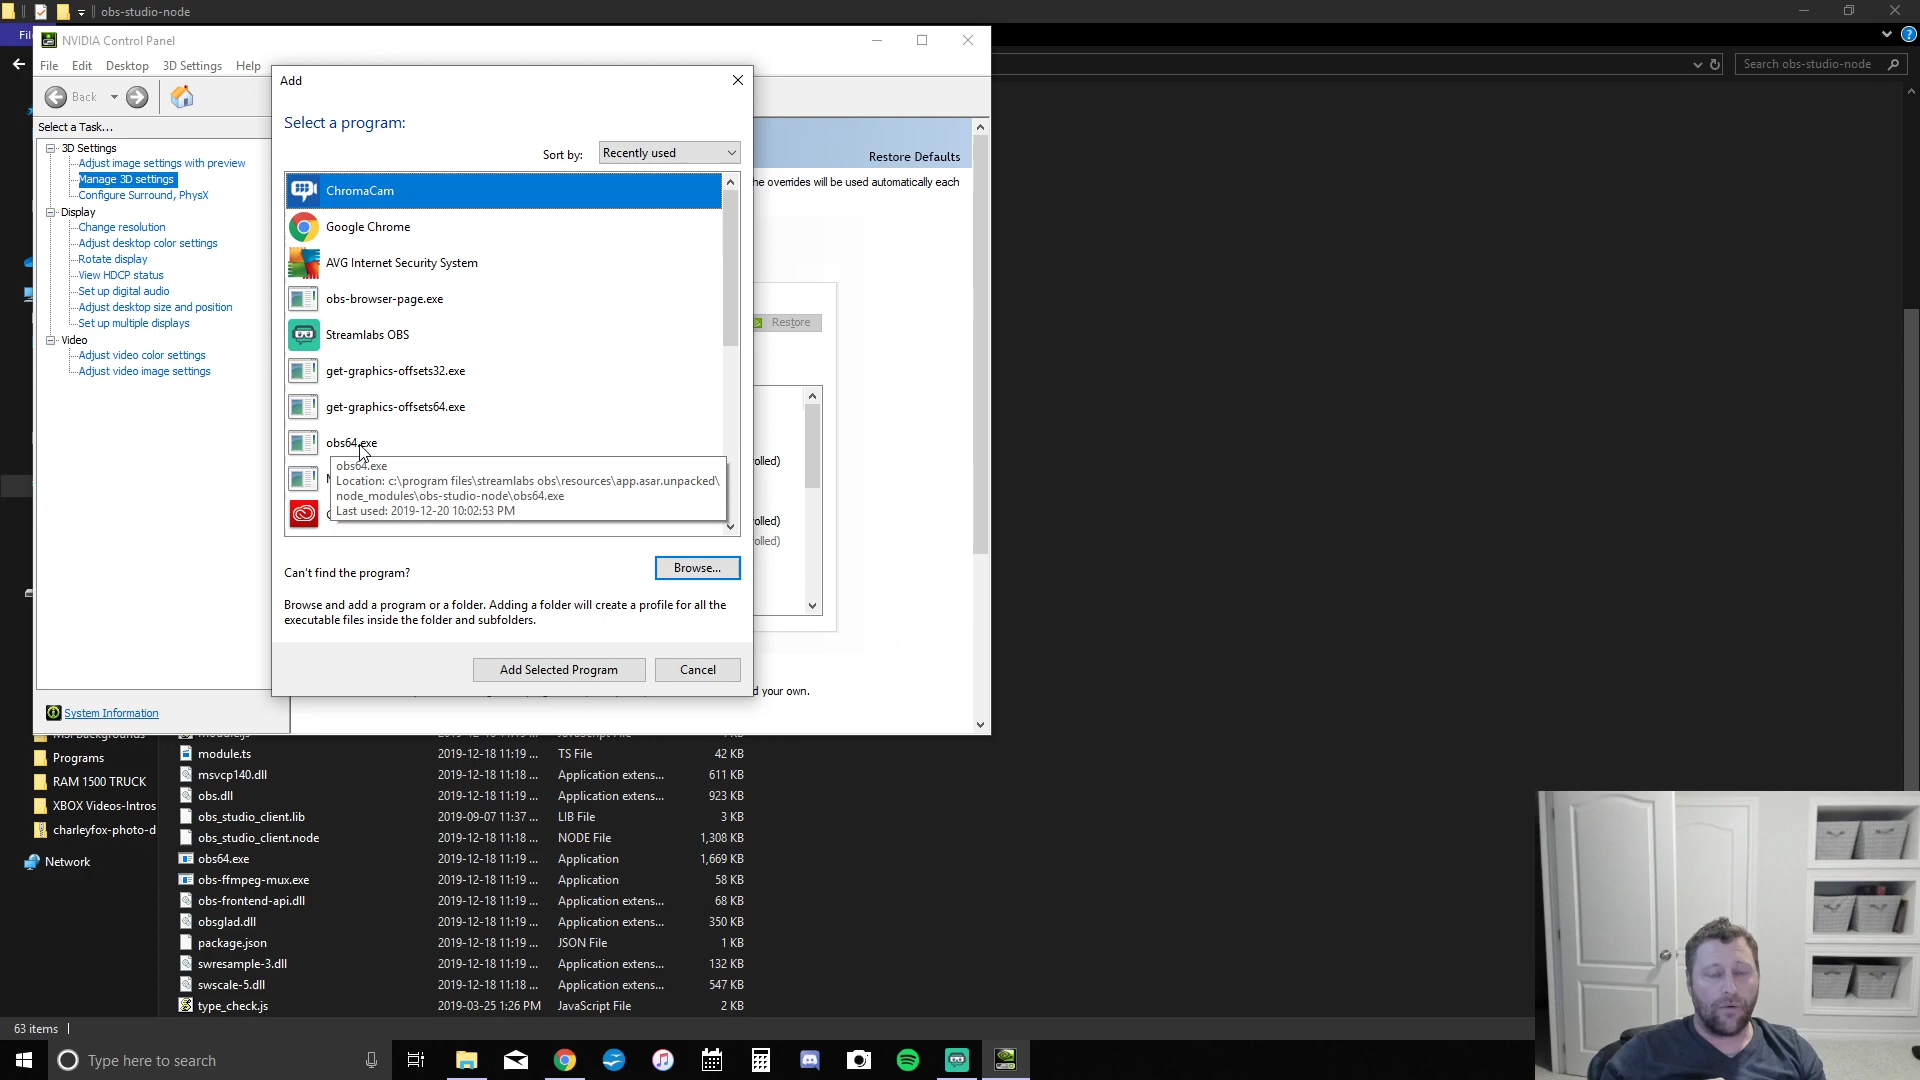 obs-studio-node
File
NVIDIA Control Panel
File Edit Desktop 3D Settings Help
Search obs-studio-node
Back
Select a Task...
3D Settings
Adjust image settings with preview
Manage 3D settings
Configure Surround, PhysX
Display
Change resolution
Adjust desktop color settings
Rotate display
View HDCP status
Set up digital audio
Adjust desktop size and position
Set up multiple displays
Video
Adjust video color settings
Adjust video image settings
System Information
Add
Select a program:
Sort by: Recently used
ChromaCam
Google Chrome
AVG Internet Security System
obs-browser-page.exe
Streamlabs OBS
get-graphics-offsets32.exe
get-graphics-offsets64.exe
obs64.exe
obs64.exe
Location: c:\program files\streamlabs obs\resources\app.asar.unpacked\
node_modules\obs-studio-node\obs64.exe
Last used: 2019-12-20 10:02:53 PM
Can't find the program?
Browse...
Browse and add a program or a folder. Adding a folder will create a profile for all the
executable files inside the folder and subfolders.
Add Selected Program Cancel
Restore Defaults
he overrides will be used automatically each
Restore
olled)
olled)
olled)
d your own.
MSI Backgrounds
Programs
RAM 1500 TRUCK
XBOX Videos-Intros
charleyfox-photo-d
Network
module.ts 2019-12-18 11:19 ... TS File 42 KB
msvcp140.dll 2019-12-18 11:18 ... Application extens... 611 KB
obs.dll 2019-12-18 11:19 ... Application extens... 923 KB
obs_studio_client.lib 2019-09-07 11:37 ... LIB File 3 KB
obs_studio_client.node 2019-12-18 11:18 ... NODE File 1,308 KB
obs64.exe 2019-12-18 11:19 ... Application 1,669 KB
obs-ffmpeg-mux.exe 2019-12-18 11:19 ... Application 58 KB
obs-frontend-api.dll 2019-12-18 11:19 ... Application extens... 68 KB
obsglad.dll 2019-12-18 11:19 ... Application extens... 350 KB
package.json 2019-12-18 11:19 ... JSON File 1 KB
swresample-3.dll 2019-12-18 11:19 ... Application extens... 132 KB
swscale-5.dll 2019-12-18 11:18 ... Application extens... 547 KB
type_check.js 2019-03-25 1:26 PM JavaScript File 2 KB
63 items
Type here to search